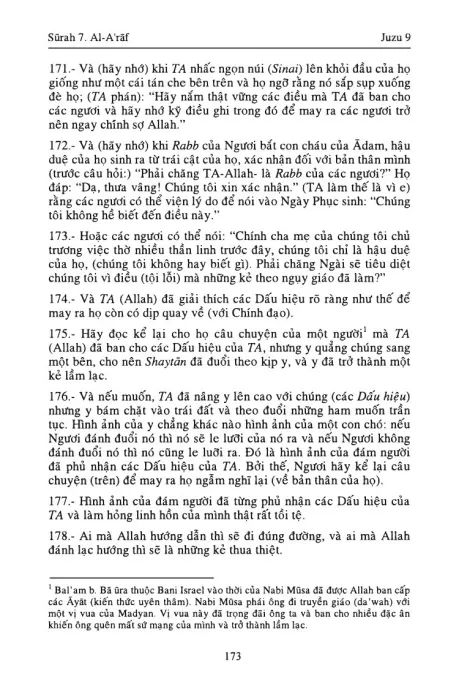 Sūrah 7. Al-A'rāf
Juzu 9
171.- Và (hãy nhớ) khi TA nhấc ngọn núi (Sinai) lên khỏi đầu của họ
giống như một cái tán che bên trên và họ ngỡ rằng nó sắp sụp xuống
đè họ; (TA phán): “Hãy nắm thật vững các điều mà TA đã ban cho
các ngươi và hãy nhớ kỹ điều ghi trong đó để may ra các ngươi trở
nên ngay chính sợ Allah.”
172.- Và (hãy nhớ) khi Rabb của Ngươi bắt con cháu của Ādam, hậu
duệ của họ sinh ra từ trái cật của họ, xác nhận đối với bản thân mình
(trước câu hỏi:) “Phải chăng TA-Allah- là Rabb của các ngươi?” Họ
đáp: “Dạ, thưa vâng! Chúng tôi xin xác nhận.” (TA làm thế là vì e)
rằng các ngươi có thể viện lý do để nói vào Ngày Phục sinh: “Chúng
tôi không hề biết đến điều này.”
173.- Hoặc các ngươi có thể nói: “Chính cha mẹ của chúng tôi chủ
trương việc thờ nhiều thần linh trước đây, chúng tôi chỉ là hậu duệ
của họ, (chúng tôi không hay biết gì). Phải chăng Ngài sẽ tiêu diệt
chúng tôi vì điều (tội lỗi) mà những kẻ theo ngụy giáo đã làm?”
174.- Và TA (Allah) đã giải thích các Dấu hiệu rõ ràng như thế để
may ra họ còn có dịp quay về (với Chính đạo).
175.- Hãy đọc kể lại cho họ câu chuyện của một người¹ mà TA
(Allah) đã ban cho các Dấu hiệu của TA, nhưng y quẳng chúng sang
một bên, cho nên Shaytān đã đuổi theo kịp y, và y đã trở thành một
kẻ lầm lạc.
176.- Và nếu muốn, TA đã nâng y lên cao với chúng (các Dấu hiệu)
nhưng y bám chặt vào trái đất và theo đuổi những ham muốn trần
tục. Hình ảnh của y chẳng khác nào hình ảnh của một con chó: nếu
Ngươi đánh đuổi nó thì nó sẽ le lưỡi của nó ra và nếu Ngươi không
đánh đuổi nó thì nó cũng le lưỡi ra. Đó là hình ảnh của đám người
đã phủ nhận các Dấu hiệu của TA. Bởi thế, Ngươi hãy kể lại câu
chuyện (trên) để may ra họ ngẫm nghĩ lại (về bản thân của họ).
177.- Hình ảnh của đám người đã từng phủ nhận các Dấu hiệu của
TA và làm hỏng linh hồn của mình thật rất tồi tệ.
178.- Ai mà Allah hướng dẫn thì sẽ đi đúng đường, và ai mà Allah
đánh lạc hướng thì sẽ là những kẻ thua thiệt.
¹ Bal’am b. Bā ūra thuộc Bani Israel vào thời của Nabi Mūsa đã được Allah ban cấp
các Āyāt (kiến thức uyên thâm). Nabi Mūsa phái ông đi truyền giáo (da’wah) với
một vị vua của Madyan. Vị vua này đã trọng đãi ông ta và ban cho nhiều đặc ân
khiến ông quên mất sứ mạng của mình và trở thành lầm lạc.
173